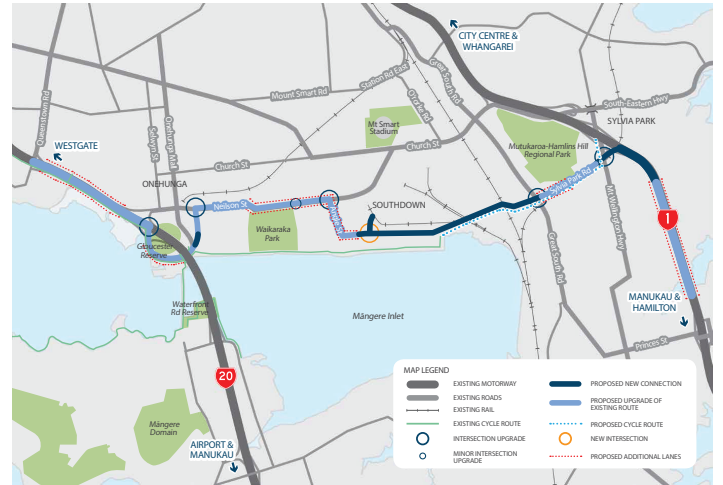 CITY CENTRE &
WHANGAREI
Queenstown Rd
WESTGATE
Selwyn St
Onehunga Mall
ONEHUNGA
Mount Smart Rd
Station Rd East
O'Rorke Rd
Great South Rd
South-Eastern Hwy
SYLVIA PARK
Mt Smart
Stadium
Church St
Church St
Mutukaroa-Hamlins Hill
Regional Park
Sylvia Park Rd
Neilson St
Waikaraka
Park
SOUTHDOWN
Mt Wellington Hwy
1
Gloucester
Reserve
Great South Rd
Waterfront
Rd Reserve
Māngere Inlet
MANUKAU &
HAMILTON
Princes St
20
Māngere
Domain
AIRPORT &
MANUKAU
MAP LEGEND
EXISTING MOTORWAY
EXISTING ROADS
EXISTING RAIL
EXISTING CYCLE ROUTE
INTERSECTION UPGRADE
MINOR INTERSECTION
UPGRADE
PROPOSED NEW CONNECTION
PROPOSED UPGRADE OF
EXISTING ROUTE
PROPOSED CYCLE ROUTE
NEW INTERSECTION
PROPOSED ADDITIONAL LANES